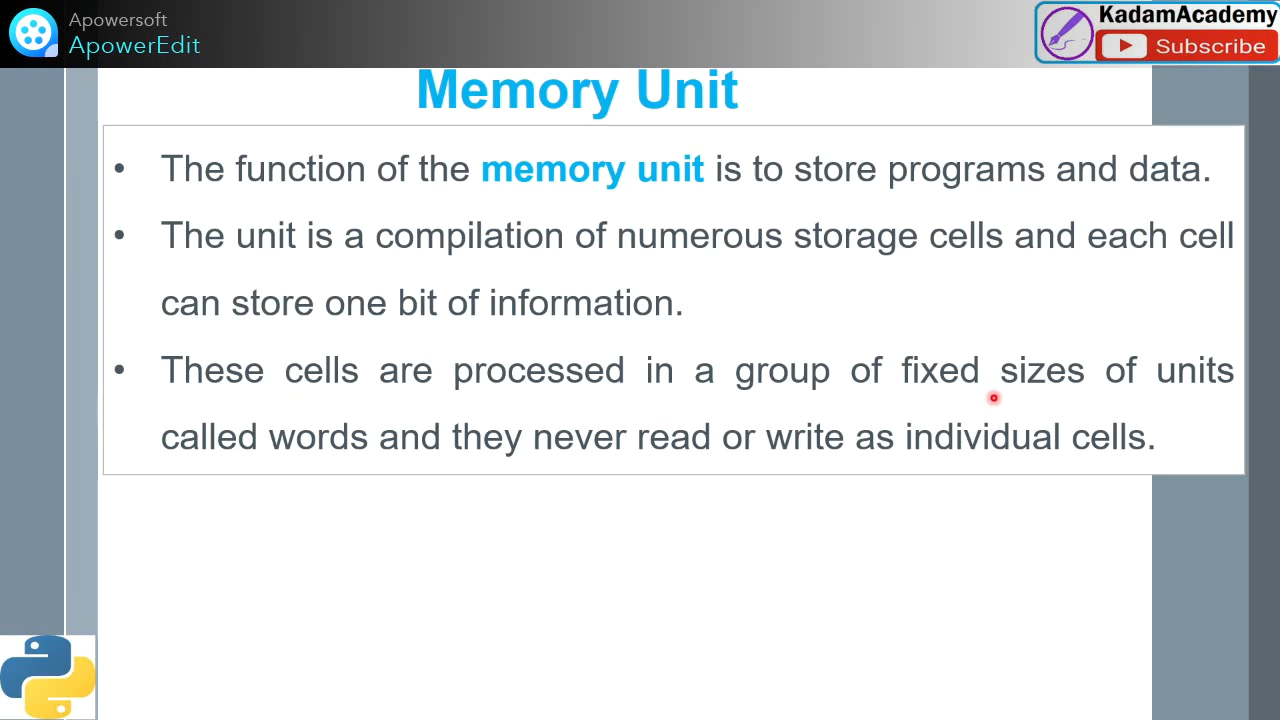 Apowersoft
ApowerEdit
KadamAcademy
Subscribe
Memory Unit
• The function of the memory unit is to store programs and data.
• The unit is a compilation of numerous storage cells and each cell
can store one bit of information.
• These cells are processed in a group of fixed sizes of units
called words and they never read or write as individual cells.